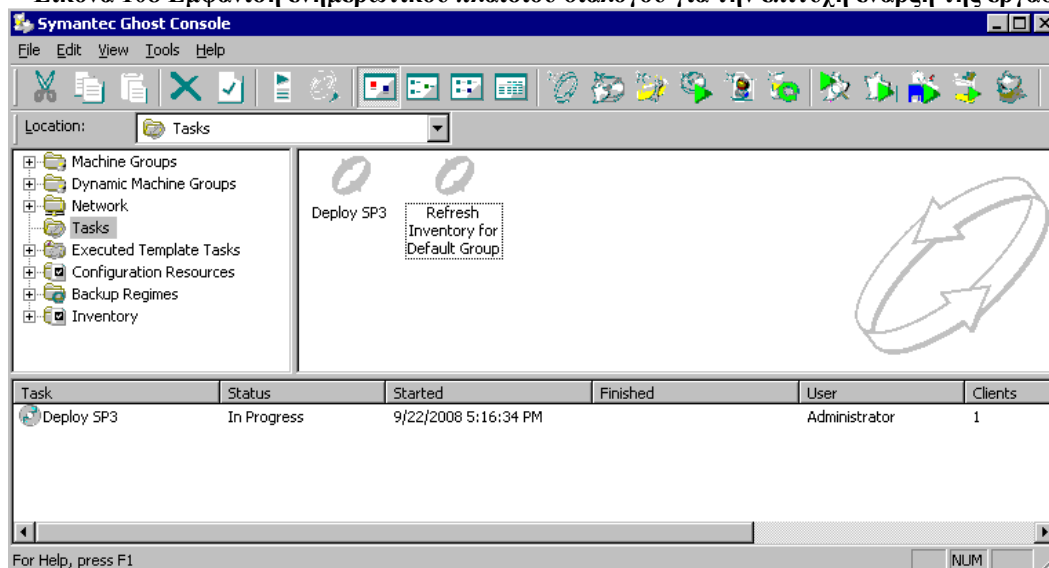 Symantec Ghost Console
File Edit View Tools Help
Location: Tasks
Machine Groups
Dynamic Machine Groups
Network
Tasks
Executed Template Tasks
Configuration Resources
Backup Regimes
Inventory
Deploy SP3
Refresh
Inventory for
Default Group
Task Status Started Finished User Clients
Deploy SP3 In Progress 9/22/2008 5:16:34 PM Administrator 1
For Help, press F1
NUM